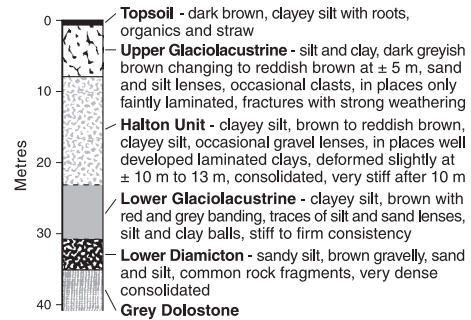 Topsoil - dark brown, clayey silt with roots,
organics and straw
Upper Glaciolacustrine - silt and clay, dark greyish
brown changing to reddish brown at ± 5 m, sand
and silt lenses, occasional clasts, in places only
faintly laminated, fractures with strong weathering
Halton Unit - clayey silt, brown to reddish brown,
clayey silt, occasional gravel lenses, in places well
developed laminated clays, deformed slightly at
± 10 m to 13 m, consolidated, very stiff after 10 m
Lower Glaciolacustrine - clayey silt, brown with
red and grey banding, traces of silt and sand lenses,
silt and clay balls, stiff to firm consistency
Lower Diamicton - sandy silt, brown gravelly, sand
and silt, common rock fragments, very dense
consolidated
Grey Dolostone
0
10
20
30
40
Metres